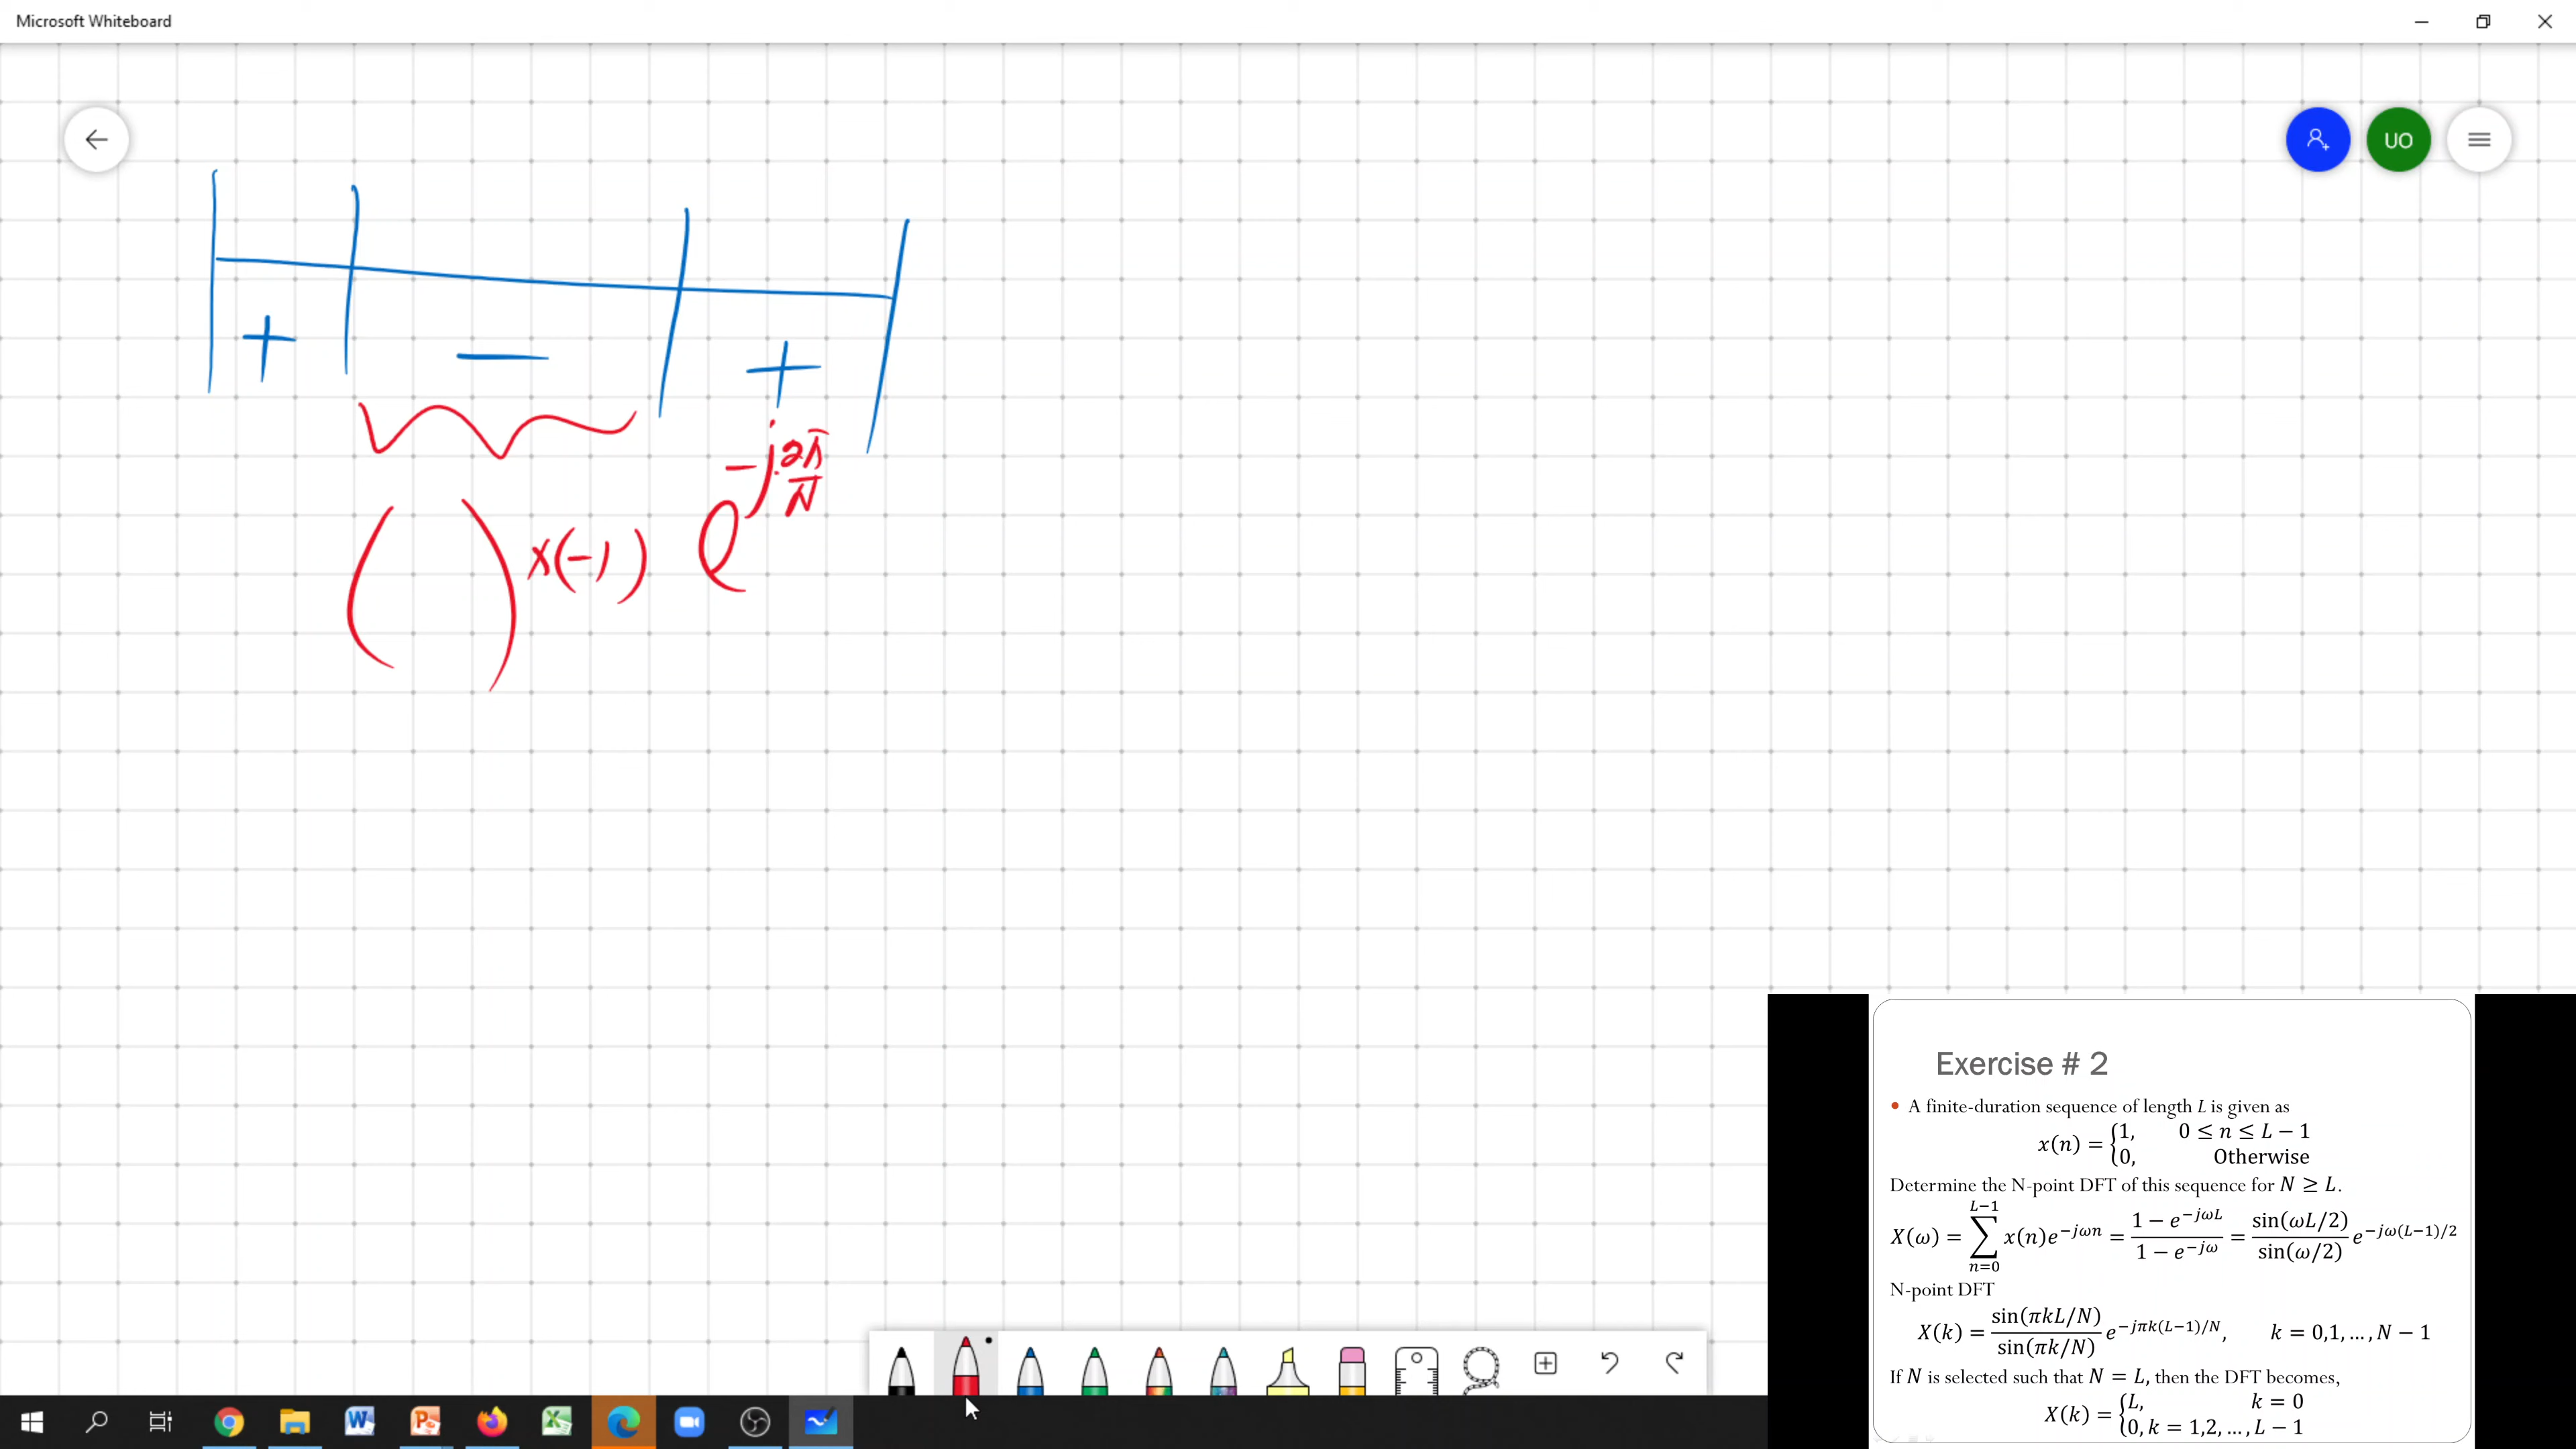 Microsoft Whiteboard
UO
+ − +
( ) x(-1) e^{-j2π/N}
Exercise # 2
• A finite-duration sequence of length L is given as
x(n) = {1, 0 ≤ n ≤ L − 1
{0, Otherwise
Determine the N-point DFT of this sequence for N ≥ L.
X(ω) = ∑_{n=0}^{L−1} x(n)e^{−jωn} = (1 − e^{−jωL})/(1 − e^{−jω}) = sin(ωL/2)/sin(ω/2) e^{−jω(L−1)/2}
N-point DFT
X(k) = sin(πkL/N)/sin(πk/N) e^{−jπk(L−1)/N}, k = 0,1, …, N − 1
If N is selected such that N = L, then the DFT becomes,
X(k) = {L, k = 0
{0, k = 1,2, …, L − 1